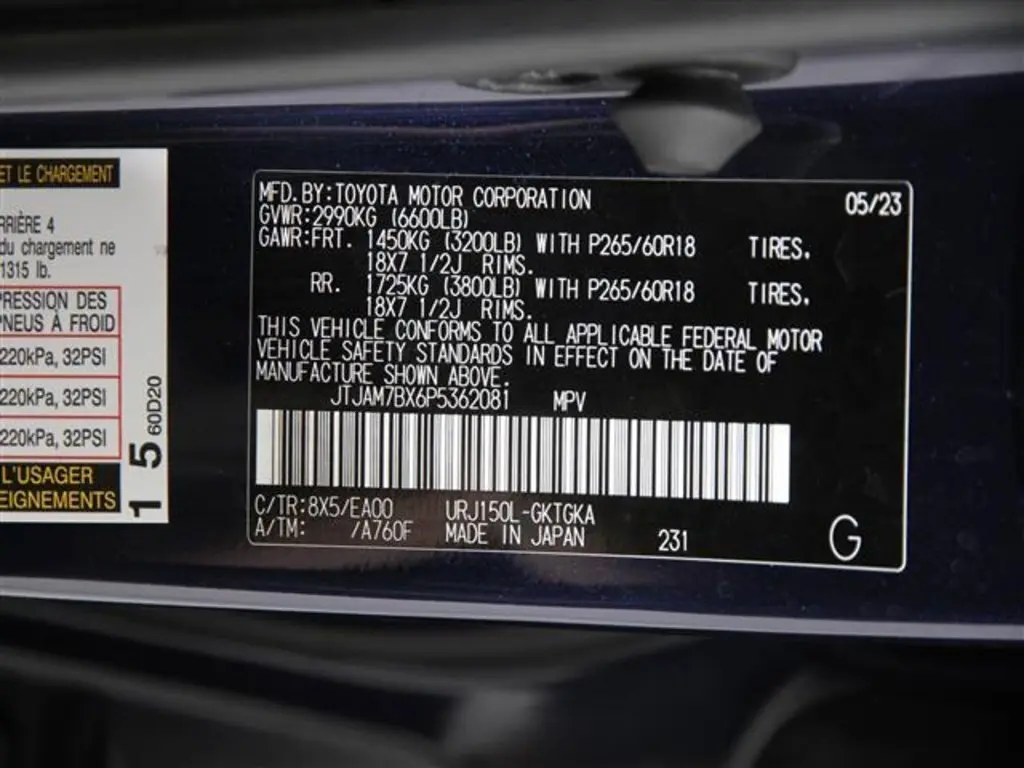 ET LE CHARGEMENT
RRIÈRE 4
du chargement ne
1315 lb.
PRESSION DES
PNEUS À FROID
220kPa, 32PSI
220kPa, 32PSI
220kPa, 32PSI
L'USAGER
EIGNEMENTS
15 60D20
MFD. BY: TOYOTA MOTOR CORPORATION 05/23
GVWR: 2990KG (6600LB)
GAWR: FRT. 1450KG (3200LB) WITH P265/60R18 TIRES.
18X7 1/2J RIMS.
RR. 1725KG (3800LB) WITH P265/60R18 TIRES.
18X7 1/2J RIMS.
THIS VEHICLE CONFORMS TO ALL APPLICABLE FEDERAL MOTOR
VEHICLE SAFETY STANDARDS IN EFFECT ON THE DATE OF
MANUFACTURE SHOWN ABOVE.
JTJAM7BX6P5362081 MPV
C/TR: 8X5/EA00 URJ150L-GKTGKA
A/TM: /A760F MADE IN JAPAN 231 G